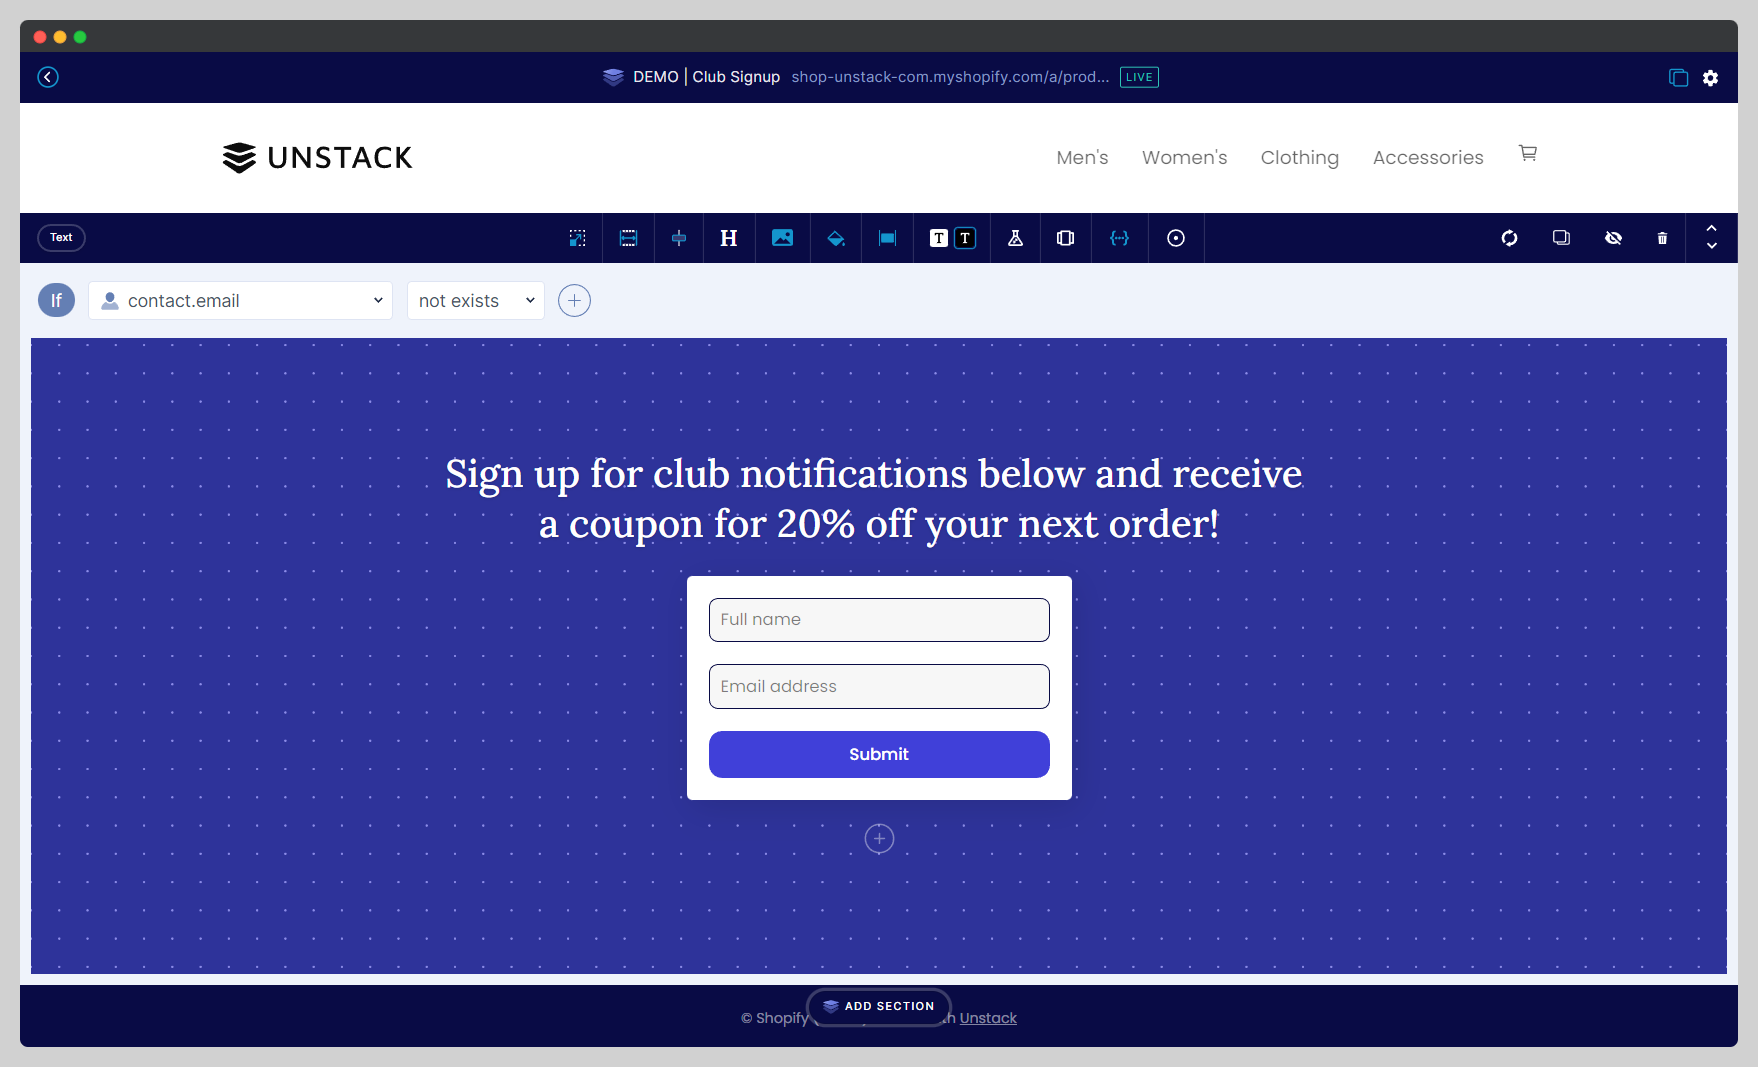 DEMO | Club Signup shop-unstack-com.myshopify.com/a/prod... LIVE
UNSTACK Men's Women's Clothing Accessories
Text H T T
If contact.email not exists
Sign up for club notifications below and receive
a coupon for 20% off your next order!
Full name
Email address
Submit
ADD SECTION
© Shopify Unstack